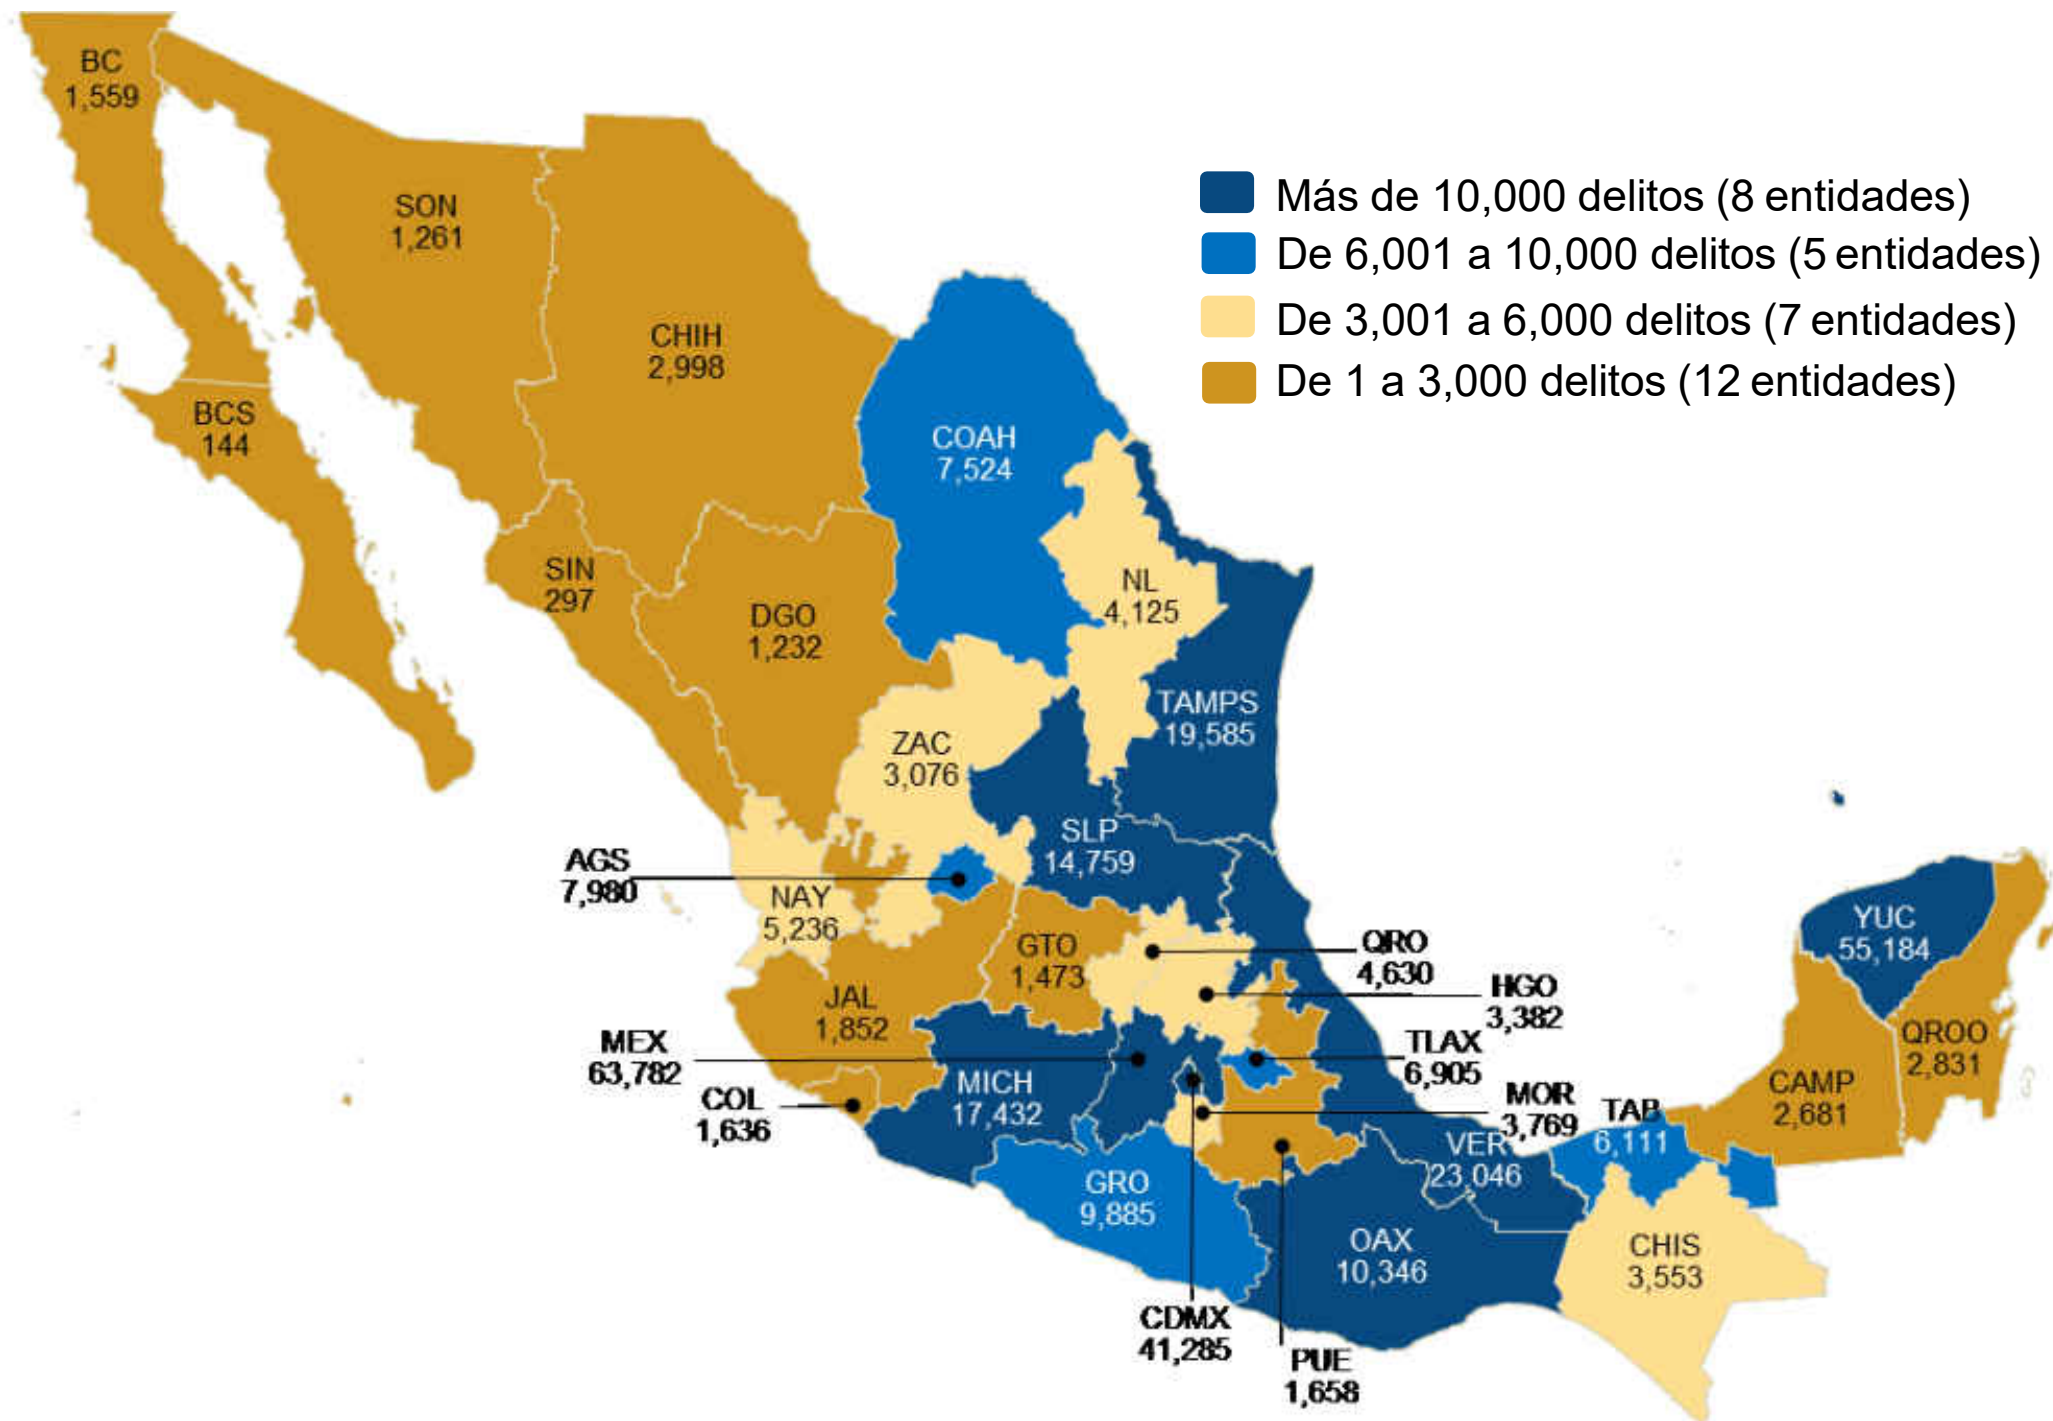 BC
1,559
SON
1,261
Más de 10,000 delitos (8 entidades)
De 6,001 a 10,000 delitos (5 entidades)
De 3,001 a 6,000 delitos (7 entidades)
De 1 a 3,000 delitos (12 entidades)
CHIH
2,998
BCS
144
COAH
7,524
SIN
297
DGO
1,232
NL
4,125
TAMPS
19,585
ZAC
3,076
SLP
14,759
AGS
7,980
NAY
5,236
GTO
1,473
QRO
4,630
YUC
55,184
HGO
3,382
JAL
1,852
MEX
63,782
TLAX
6,905
QROO
2,831
COL
1,636
MICH
17,432
MOR
3,769
TAB
6,111
CAMP
2,681
VER
23,046
GRO
9,885
OAX
10,346
CHIS
3,553
CDMX
41,285
PUE
1,658